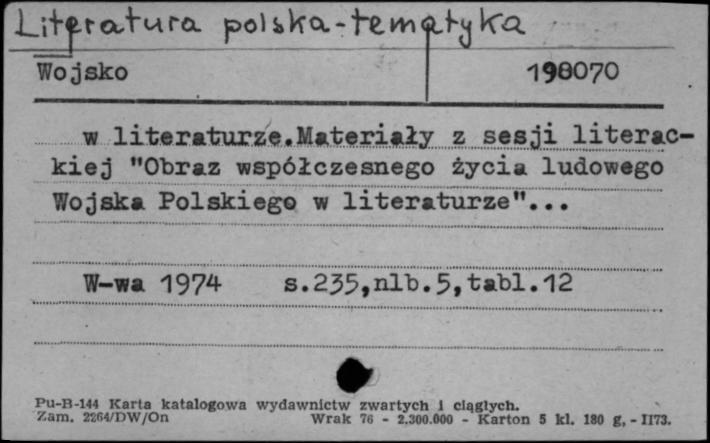 Literatura polska-tematyka
Wojsko 198070
w literaturze.Materiały z sesji literac-
kiej "Obraz współczesnego życia ludowego
Wojska Polskiego w literaturze"...
W-wa 1974 s.235,nlb.5,tabl.12
Pu-B-144 Karta katalogowa wydawnictw zwartych i ciągłych.
Zam. 2264/DW/On Wrak 76 - 2,300.000 - Karton 5 kl. 180 g, - II73.